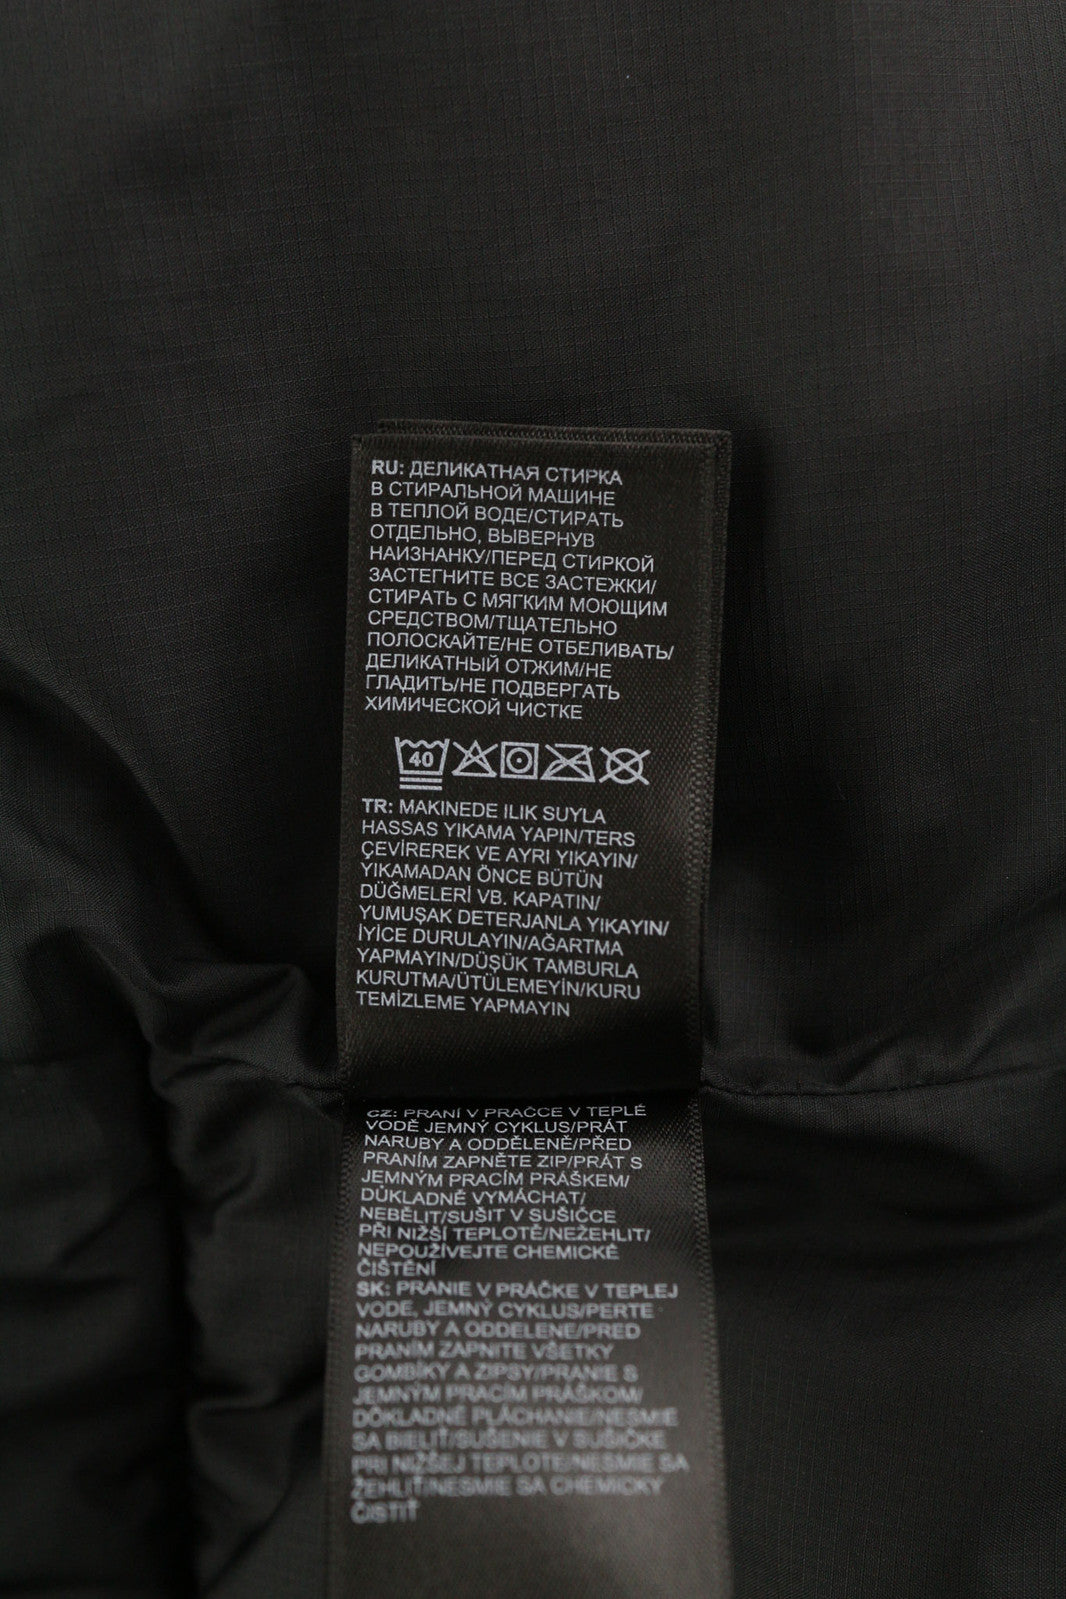 RU: ДЕЛИКАТНАЯ СТИРКА
В СТИРАЛЬНОЙ МАШИНЕ
В ТЕПЛОЙ ВОДЕ/СТИРАТЬ
ОТДЕЛЬНО, ВЫВЕРНУВ
НАИЗНАНКУ/ПЕРЕД СТИРКОЙ
ЗАСТЕГНИТЕ ВСЕ ЗАСТЕЖКИ/
СТИРАТЬ С МЯГКИМ МОЮЩИМ
СРЕДСТВОМ/ТЩАТЕЛЬНО
ПОЛОСКАЙТЕ/НЕ ОТБЕЛИВАТЬ/
ДЕЛИКАТНЫЙ ОТЖИМ/НЕ
ГЛАДИТЬ/НЕ ПОДВЕРГАТЬ
ХИМИЧЕСКОЙ ЧИСТКЕ
40
TR: MAKINEDE ILIK SUYLA
HASSAS YIKAMA YAPIN/TERS
ÇEVİREREK VE AYRI YIKAYIN/
YIKAMADAN ÖNCE BÜTÜN
DÜĞMELERİ VB. KAPATIN/
YUMUŞAK DETERJANLA YIKAYIN/
İYİCE DURULAYIN/AĞARTMA
YAPMAYIN/DÜŞÜK TAMBURLA
KURUTMA/ÜTÜLEMEYİN/KURU
TEMİZLEME YAPMAYIN
CZ: PRANÍ V PRAČCE V TEPLÉ
VODĚ JEMNÝ CYKLUS/PRÁT
NARUBY A ODDĚLENĚ/PŘED
PRANÍM ZAPNĚTE ZIP/PRÁT S
JEMNÝM PRACÍM PRÁŠKEM/
DŮKLADNĚ VYMÁCHAT/
NEBĚLIT/SUŠIT V SUŠIČCE
PŘI NIŽŠÍ TEPLOTĚ/NEŽEHLIT/
NEPOUŽÍVEJTE CHEMICKÉ
ČIŠTĚNÍ
SK: PRANIE V PRÁČKE V TEPLEJ
VODE, JEMNÝ CYKLUS/PERTE
NARUBY A ODDELENE/PRED
PRANÍM ZAPNITE VŠETKY
GOMBÍKY A ZIPSY/PRANIE S
JEMNÝM PRACÍM PRÁŠKOM/
DÔKLADNÉ PLÁCHANIE/NESMIE
SA BIELIŤ/SUŠENIE V SUŠIČKE
PRI NIŽŠEJ TEPLOTE/NESMIE SA
ŽEHLIŤ/NESMIE SA CHEMICKY
ČISTIŤ